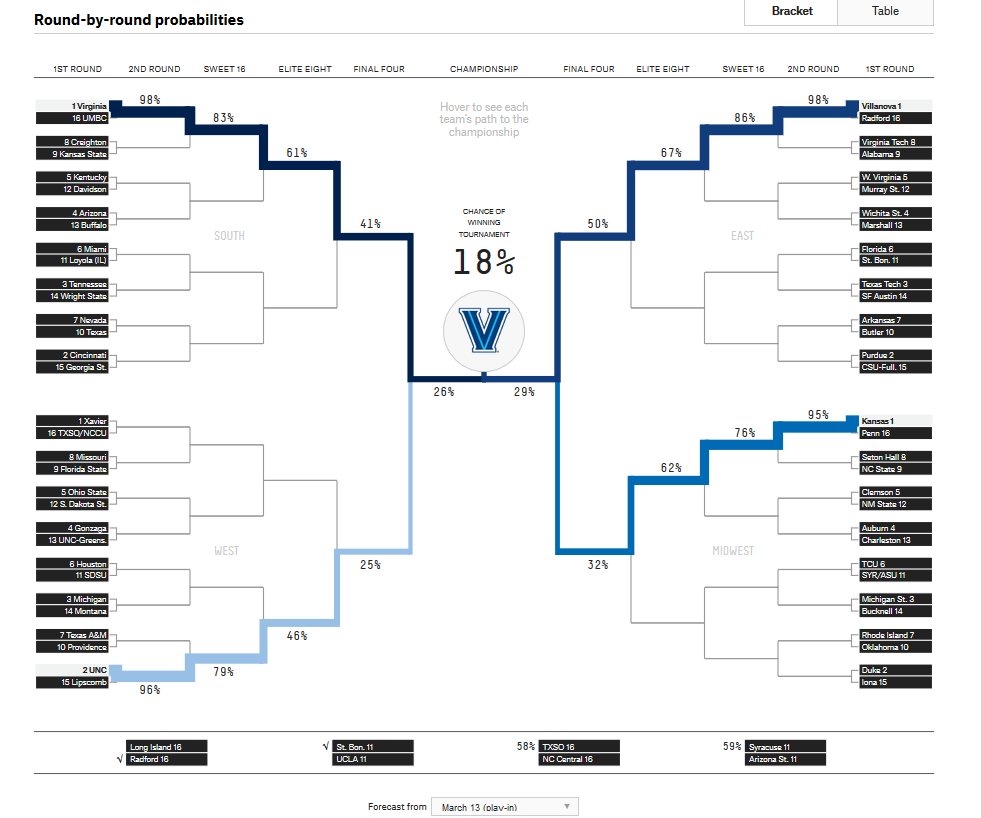 Round-by-round probabilities
Bracket
Table
1ST ROUND
2ND ROUND
SWEET 16
ELITE EIGHT
FINAL FOUR
CHAMPIONSHIP
FINAL FOUR
ELITE EIGHT
SWEET 16
2ND ROUND
1ST ROUND
1 Virginia
16 UMBC
8 Creighton
9 Kansas State
5 Kentucky
12 Davidson
4 Arizona
13 Buffalo
6 Miami
11 Loyola (IL)
3 Tennessee
14 Wright State
7 Nevada
10 Texas
2 Cincinnati
15 Georgia St.
98%
83%
61%
41%
SOUTH
26%
Hover to see each
team's path to the
championship
CHANCE OF
WINNING
TOURNAMENT
18%
V
29%
50%
67%
86%
98%
EAST
Villanova 1
Radford 16
Virginia Tech 8
Alabama 9
W. Virginia 5
Murray St. 12
Wichita St. 4
Marshall 13
Florida 6
St. Bon. 11
Texas Tech 3
SF Austin 14
Arkansas 7
Butler 10
Purdue 2
CSU-Full. 15
1 Xavier
16 TXSO/NCCU
8 Missouri
9 Florida State
5 Ohio State
12 S. Dakota St.
4 Gonzaga
13 UNC-Greens.
6 Houston
11 SDSU
3 Michigan
14 Montana
7 Texas A&M
10 Providence
2 UNC
15 Lipscomb
WEST
25%
46%
79%
96%
95%
76%
62%
32%
MIDWEST
Kansas 1
Penn 16
Seton Hall 8
NC State 9
Clemson 5
NM State 12
Auburn 4
Charleston 13
TCU 6
SYR/ASU 11
Michigan St. 3
Bucknell 14
Rhode Island 7
Oklahoma 10
Duke 2
Iona 15
Long Island 16
√ Radford 16
√ St. Bon. 11
UCLA 11
58% TXSO 16
NC Central 16
59% Syracuse 11
Arizona St. 11
Forecast from March 13 (play-in) ▼